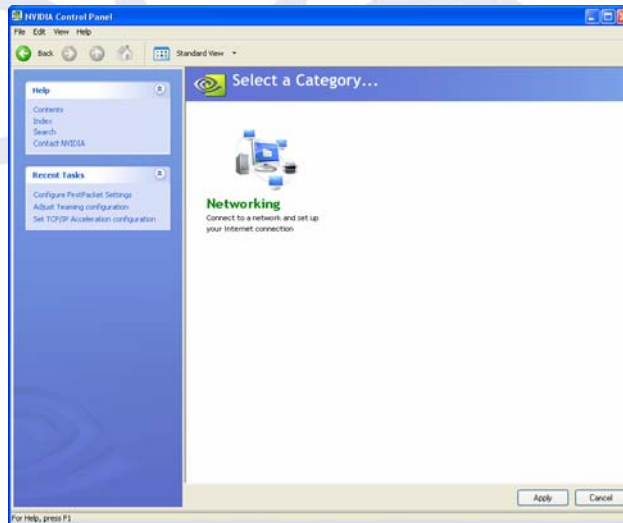 NVIDIA Control Panel
File Edit View Help
Back Standard View
Select a Category...
Help
Contents
Index
Search
Contact NVIDIA
Recent Tasks
Configure FirstPacket Settings
Adjust Teaming configuration
Set TCP/IP Acceleration configuration
Networking
Connect to a network and set up
your Internet connection
Apply Cancel
For Help, press F1